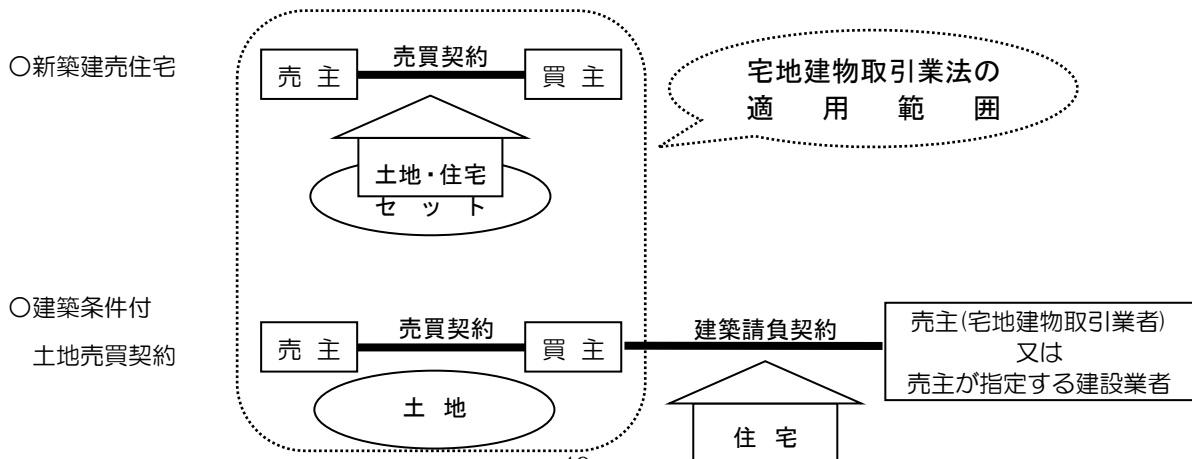 ○新築建売住宅
売 主
売買契約
買 主
土地・住宅
セ ッ ト
宅地建物取引業法の
適 用 範 囲
○建築条件付
土地売買契約
売 主
売買契約
買 主
土 地
建築請負契約
住 宅
売主(宅地建物取引業者)
又は
売主が指定する建設業者